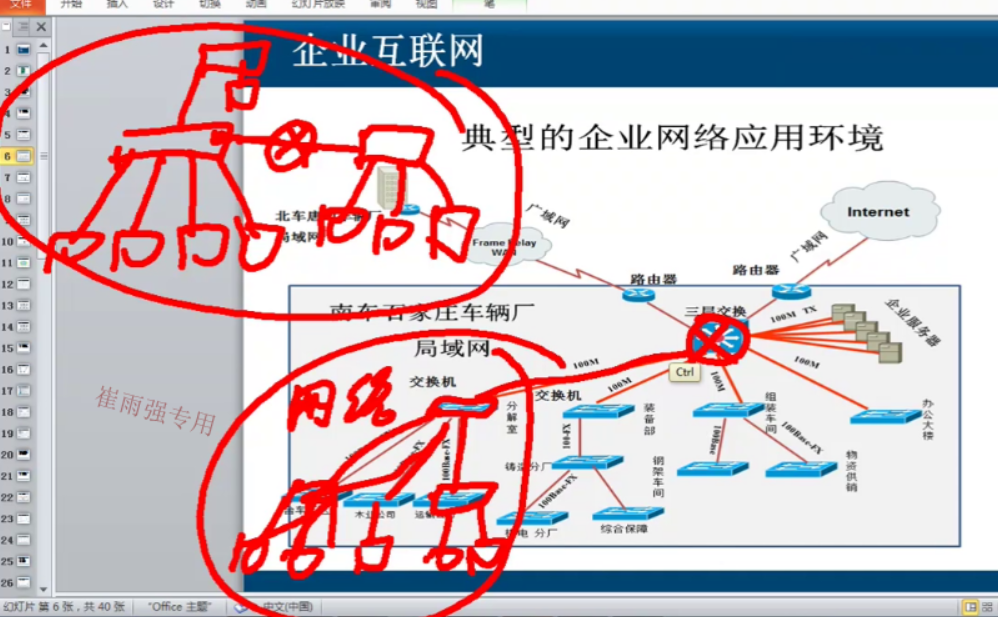 文件 开始 插入 设计 切换 动画 幻灯片放映 审阅 视图 笔
企业互联网
典型的企业网络应用环境
北车唐
局域网
广域网
Frame Relay
WAN
Internet
广域网
路由器
路由器
南车石家庄车辆厂
三层交换
100M TX
企业服务器
局域网
100M
100M
100M
100M
Ctrl
交换机
交换机
网络
崔雨强专用
分解室
装备部
组装车间
办公大楼
100Base-FX
100-FX
100Base
100Base-FX
铸造分厂
钢架车间
物资供销
100Base-FX
木业公司
运输
机电 分厂
综合保障
1
2
3
4
5
6
7
8
10
11
12
13
14
15
16
17
18
19
20
21
22
23
24
25
26
幻灯片 第 6 张，共 40 张 "Office 主题" 中文(中国)